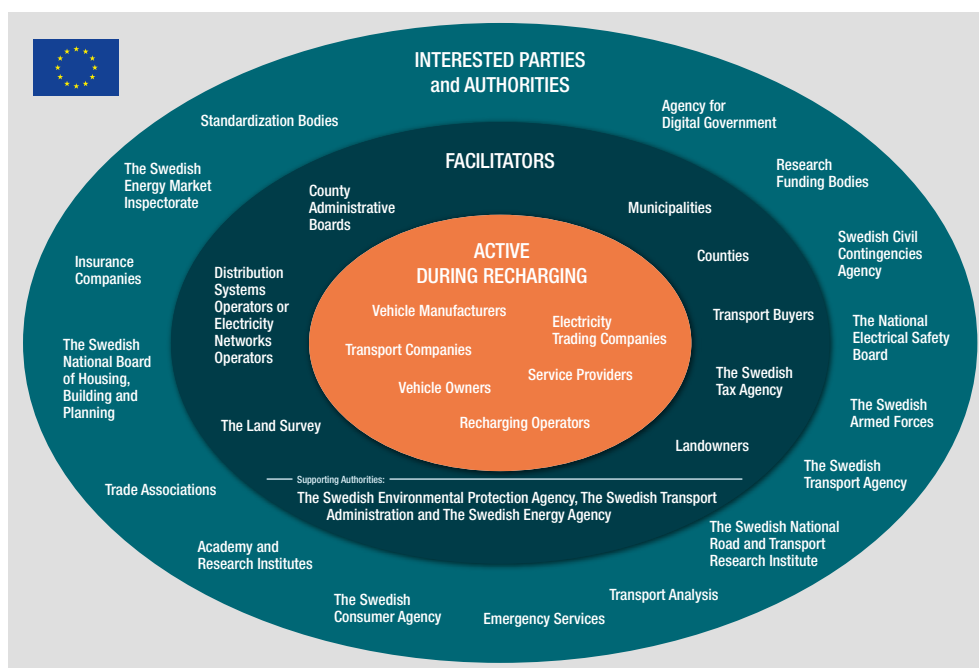 INTERESTED PARTIES
and AUTHORITIES
Standardization Bodies
Agency for
Digital Government
The Swedish
Energy Market
Inspectorate
Research
Funding Bodies
Insurance
Companies
Swedish Civil
Contingencies
Agency
The Swedish
National Board
of Housing,
Building and
Planning
The National
Electrical Safety
Board
The Swedish
Armed Forces
Trade Associations
The Swedish
Transport Agency
Academy and
Research Institutes
The Swedish National
Road and Transport
Research Institute
The Swedish
Consumer Agency
Emergency Services
Transport Analysis
FACILITATORS
County
Administrative
Boards
Municipalities
Counties
Distribution
Systems
Operators or
Electricity
Networks
Operators
Transport Buyers
The Swedish
Tax Agency
The Land Survey
Landowners
Supporting Authorities:
The Swedish Environmental Protection Agency, The Swedish Transport
Administration and The Swedish Energy Agency
ACTIVE
DURING RECHARGING
Vehicle Manufacturers
Electricity
Trading Companies
Transport Companies
Service Providers
Vehicle Owners
Recharging Operators